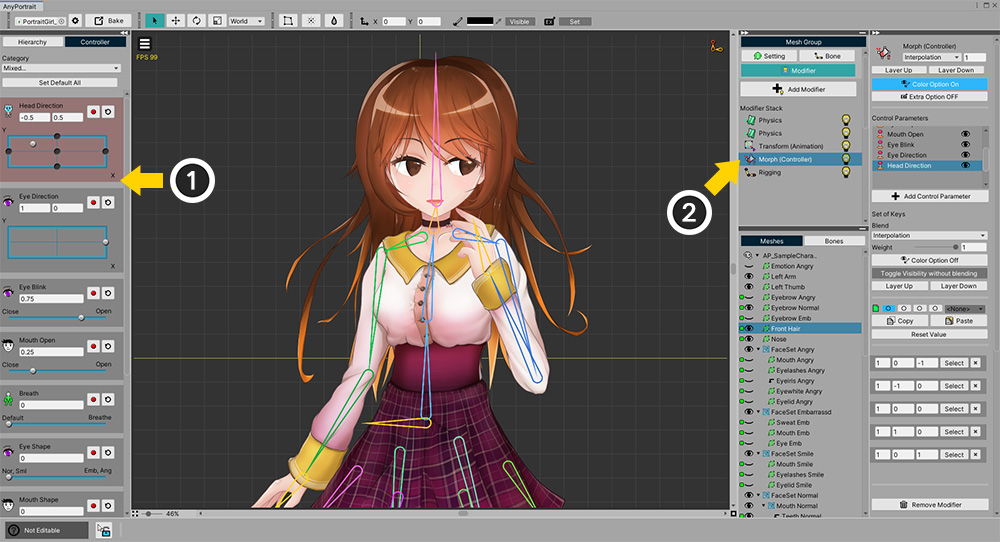 AnyPortrait
PortraitGirl_
Bake
World
X 0 Y 0
Visible
EX
Set
Hierarchy
Controller
Category
Mixed...
Set Default All
Head Direction
-0.5 0.5
Y
X
Eye Direction
1 0
Y
X
Eye Blink
0.75
Close Open
Mouth Open
0.25
Close Open
Breath
0
Default Breathe
Eye Shape
0
Nor, Sml Emb, Ang
Mouth Shape
0
Not Editable
FPS 99
1
2
46%
Mesh Group
Setting
Bone
Modifier
Add Modifier
Modifier Stack
Physics
Physics
Transform (Animation)
Morph (Controller)
Rigging
Meshes
Bones
AP_SampleChara..
Emotion Angry
Left Arm
Left Thumb
Eyebrow Angry
Eyebrow Normal
Eyebrow Emb
Front Hair
Nose
FaceSet Angry
Mouth Angry
Eyelashes Angry
Eyeiris Angry
Eyewhite Angry
Eyelid Angry
FaceSet Embarrassd
Sweat Emb
Mouth Emb
Eye Emb
FaceSet Smile
Mouth Smile
Eyelashes Smile
Eyelid Smile
FaceSet Normal
Mouth Normal
Teeth Normal
Morph (Controller)
Interpolation 1
Layer Up
Layer Down
Color Option On
Extra Option OFF
Control Parameters
Mouth Open
Eye Blink
Eye Direction
Head Direction
Add Control Parameter
Set of Keys
Blend
Interpolation
Weight 1
Color Option Off
Toggle Visibility without blending
Layer Up
Layer Down
<None>
Copy
Paste
Reset Value
1 0 -1 Select
1 -1 0 Select
1 0 0 Select
1 1 0 Select
1 0 1 Select
Remove Modifier